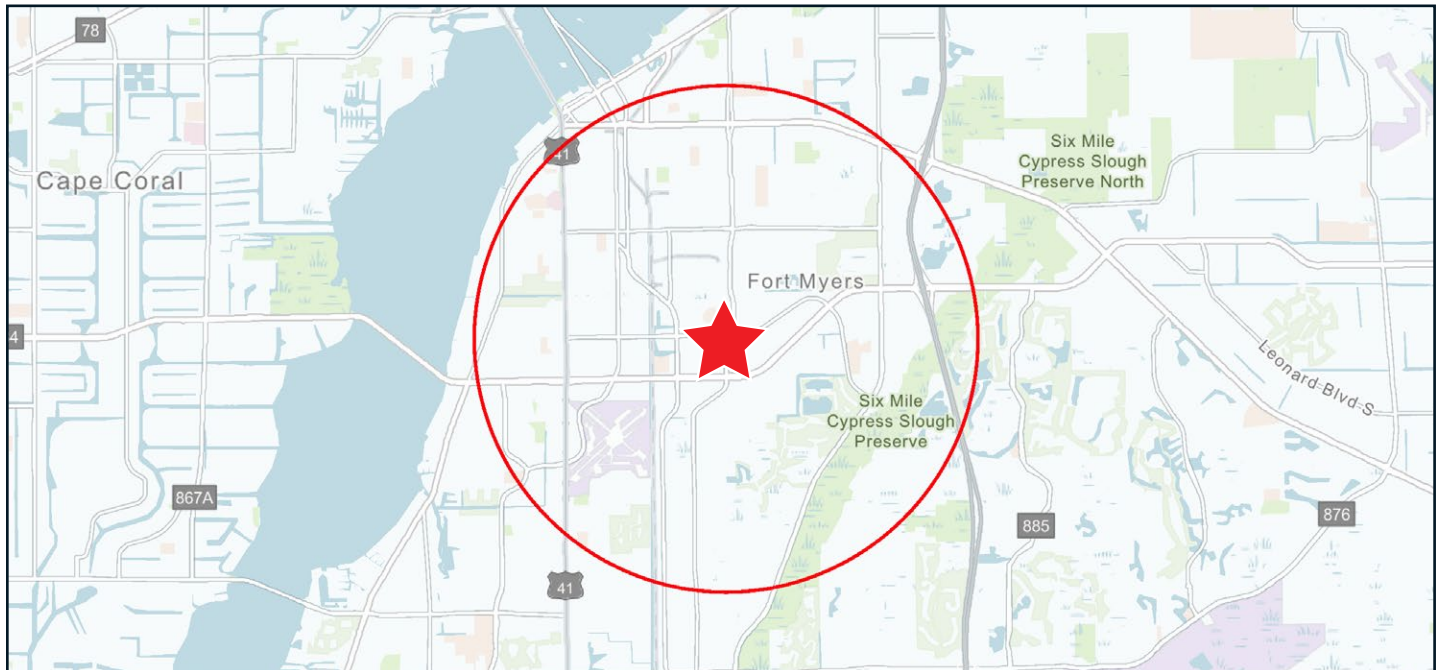 78
41
Six Mile
Cypress Slough
Preserve North
Cape Coral
Fort Myers
4
Leonard Blvd S
Six Mile
Cypress Slough
Preserve
867A
885
876
41